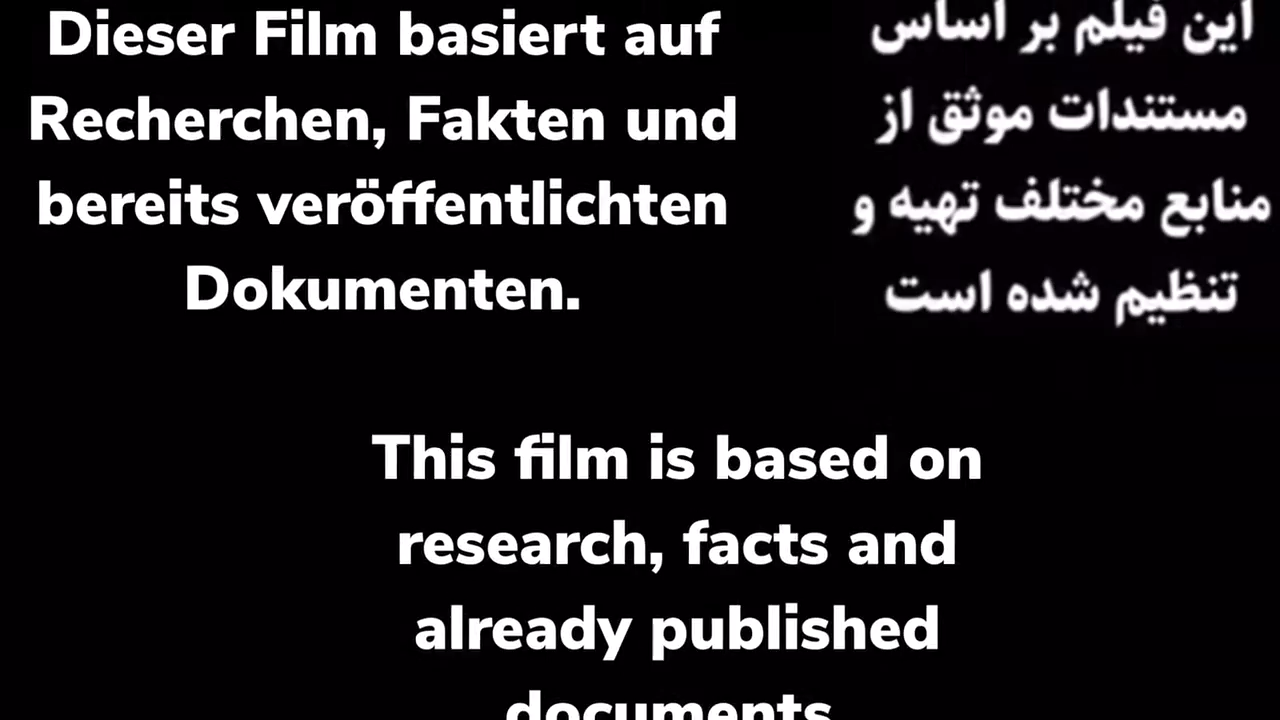 Dieser Film basiert auf
Recherchen, Fakten und
bereits veröffentlichten
Dokumenten.
این فیلم بر اساس
مستندات موثق از
منابع مختلف تهیه و
تنظیم شده است
This film is based on
research, facts and
already published
documents